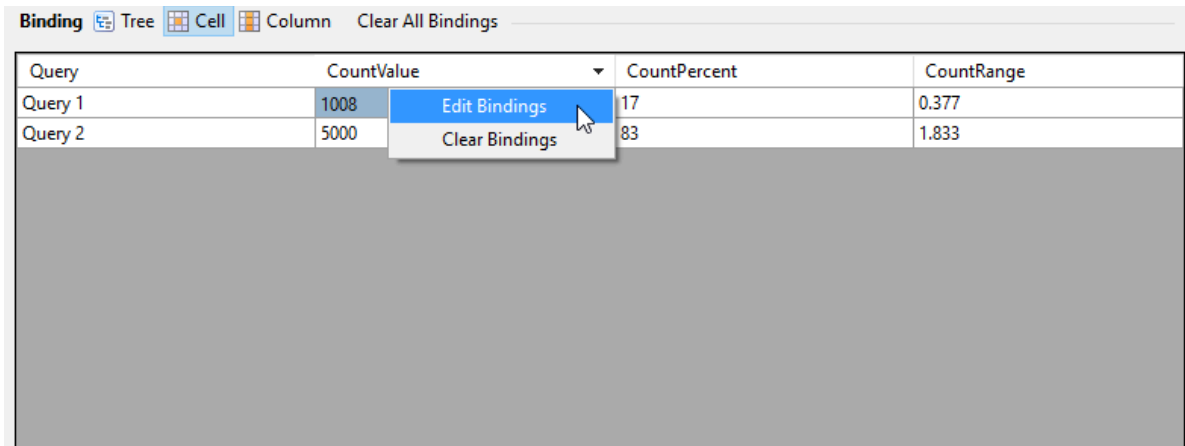 Binding Tree Cell Column Clear All Bindings
Query CountValue CountPercent CountRange
Query 1 1008 17 0.377
Edit Bindings
Query 2 5000 83 1.833
Clear Bindings